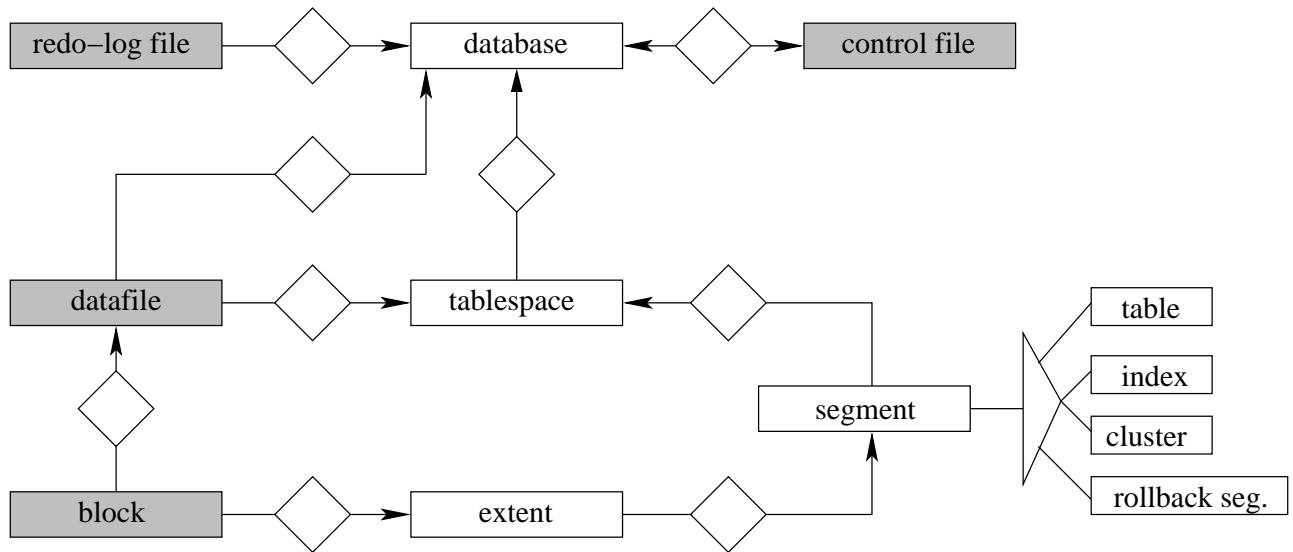 redo−log file
database
control file
datafile
tablespace
table
index
segment
cluster
block
extent
rollback seg.